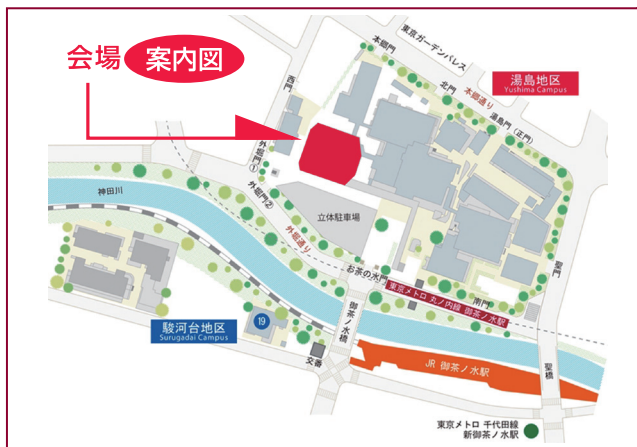 会場 案内図
本郷門
東京ガーデンパレス
西門
北門
本郷通り
湯島地区
Yushima Campus
湯島門（正門）
外堀門①
外堀門②
神田川
立体駐車場
外堀通り
聖門
お茶の水門
東京メトロ 丸ノ内線 御茶ノ水駅
南門
御茶ノ水橋
駿河台地区
Surugadai Campus
19
交番
JR 御茶ノ水駅
聖橋
東京メトロ 千代田線
新御茶ノ水駅